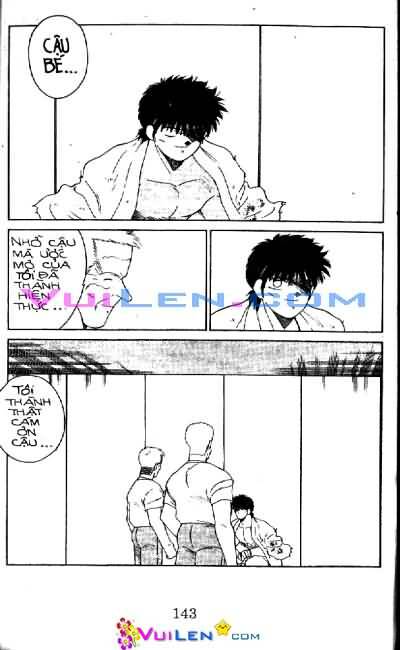 CẬU
BÉ...
NHỜ CẬU
MÀ ƯỚC
MƠ CỦA
TÔI ĐÃ
THÀNH
HIỆN
THỰC...
VUILEN.COM
TÔI
THÀNH
THẬT
CÁM
ƠN
CẬU...
143
VUILEN.COM